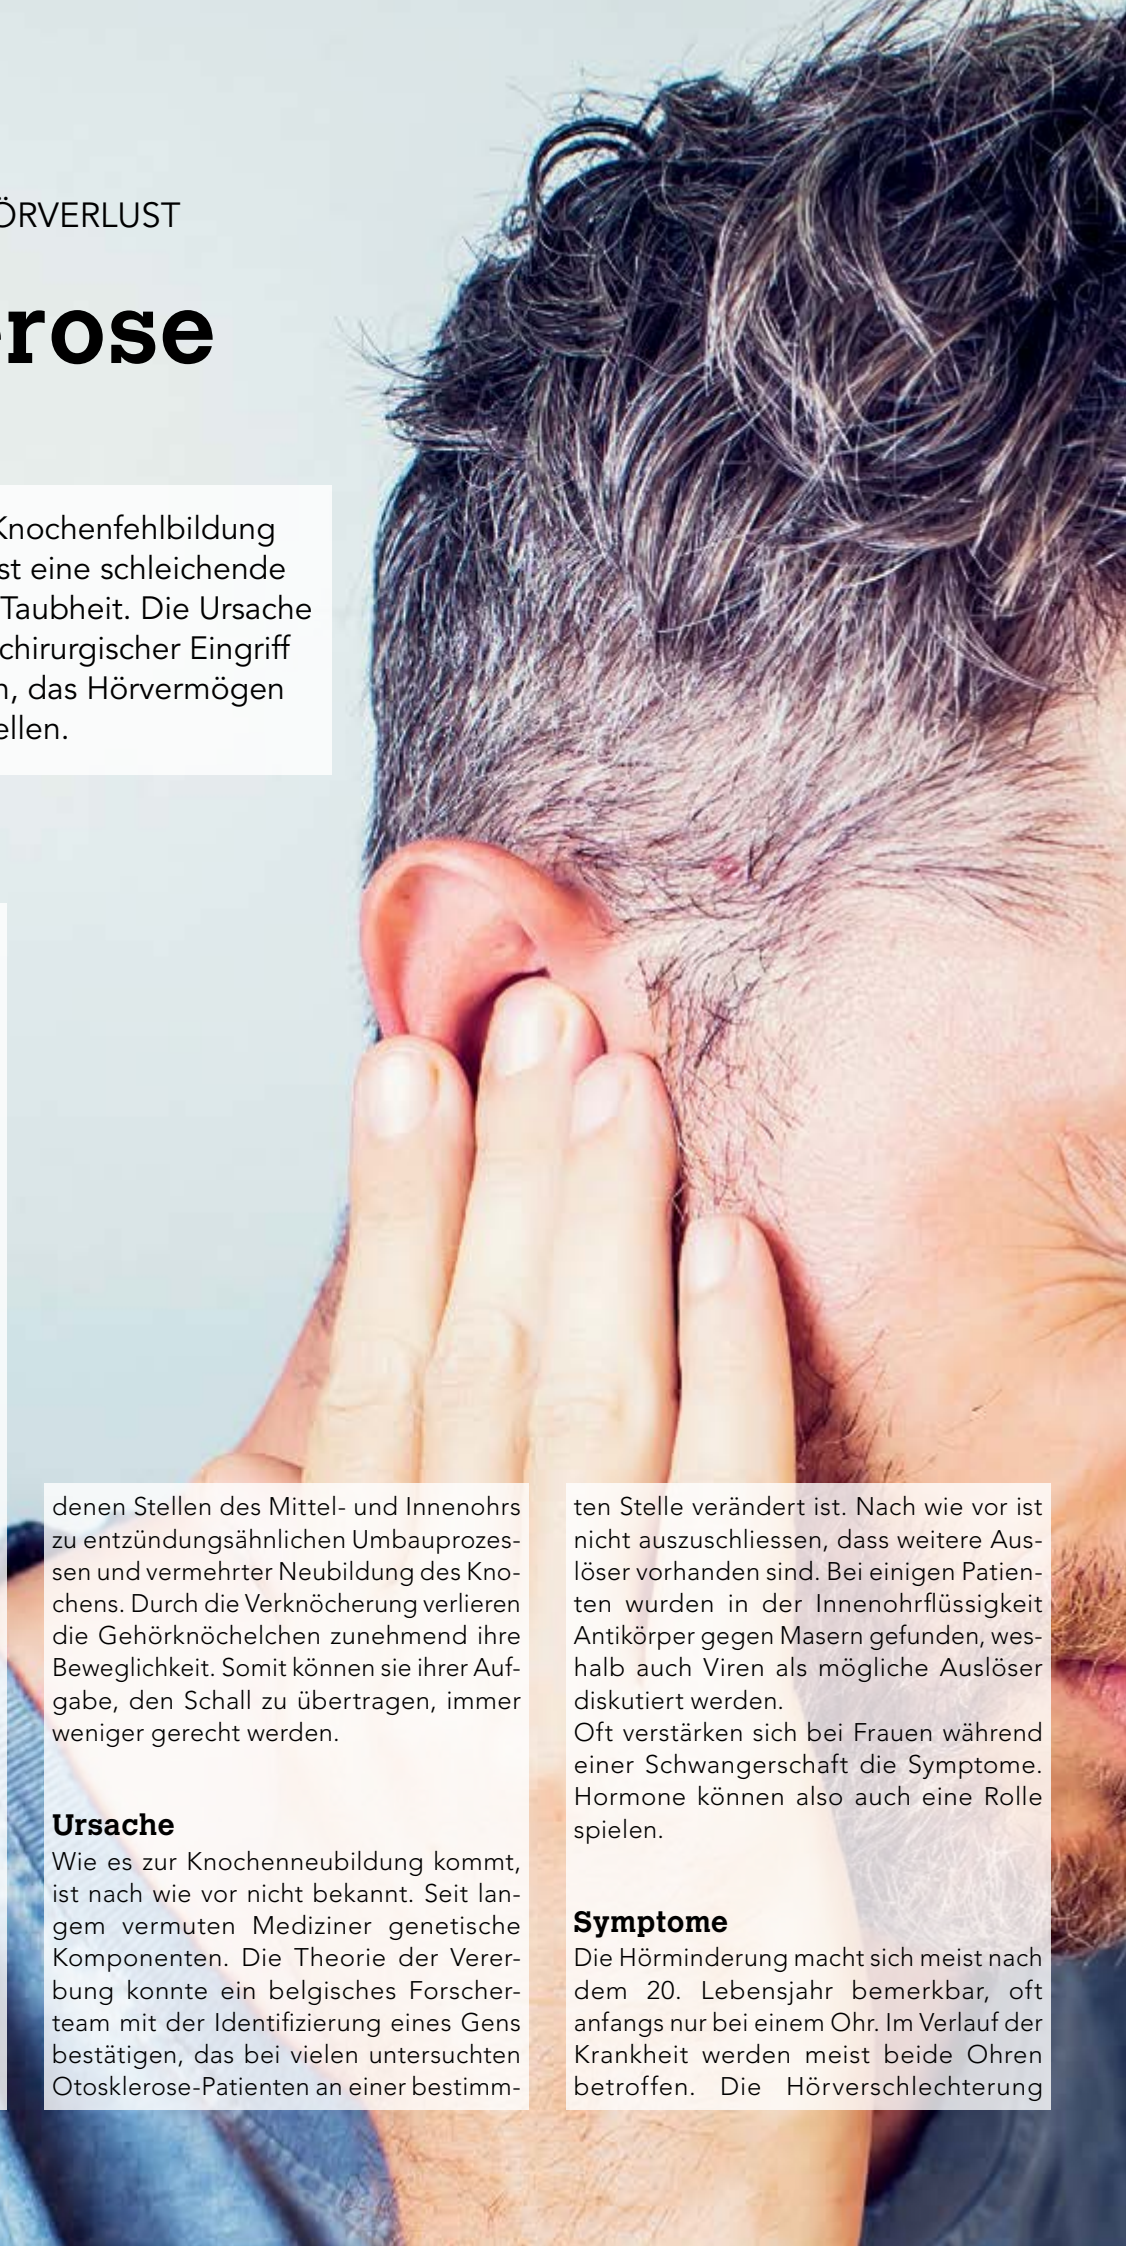 ÖRVERLUST
rose
Knochenfehlbildung
st eine schleichende
Taubheit. Die Ursache
chirurgischer Eingriff
n, das Hörvermögen
ellen.
denen Stellen des Mittel- und Innenohrs
zu entzündungsähnlichen Umbauprozes-
sen und vermehrter Neubildung des Kno-
chens. Durch die Verknöcherung verlieren
die Gehörknöchelchen zunehmend ihre
Beweglichkeit. Somit können sie ihrer Auf-
gabe, den Schall zu übertragen, immer
weniger gerecht werden.
Ursache
Wie es zur Knochenneubildung kommt,
ist nach wie vor nicht bekannt. Seit lan-
gem vermuten Mediziner genetische
Komponenten. Die Theorie der Verer-
bung konnte ein belgisches Forscher-
team mit der Identifizierung eines Gens
bestätigen, das bei vielen untersuchten
Otosklerose-Patienten an einer bestimm-
ten Stelle verändert ist. Nach wie vor ist
nicht auszuschliessen, dass weitere Aus-
löser vorhanden sind. Bei einigen Patien-
ten wurden in der Innenohrflüssigkeit
Antikörper gegen Masern gefunden, wes-
halb auch Viren als mögliche Auslöser
diskutiert werden.
Oft verstärken sich bei Frauen während
einer Schwangerschaft die Symptome.
Hormone können also auch eine Rolle
spielen.
Symptome
Die Hörminderung macht sich meist nach
dem 20. Lebensjahr bemerkbar, oft
anfangs nur bei einem Ohr. Im Verlauf der
Krankheit werden meist beide Ohren
betroffen. Die Hörverschlechterung